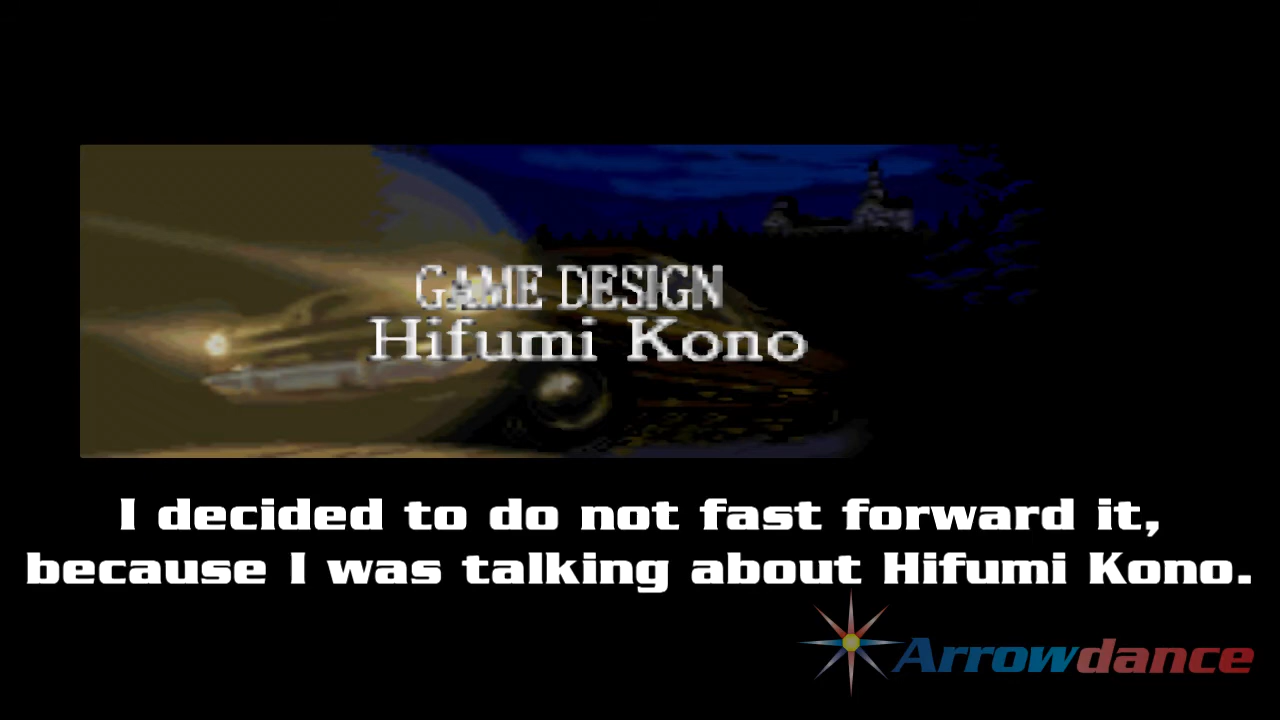 GAME DESIGN
Hifumi Kono
I decided to do not fast forward it,
because I was talking about Hifumi Kono.
Arrowdance